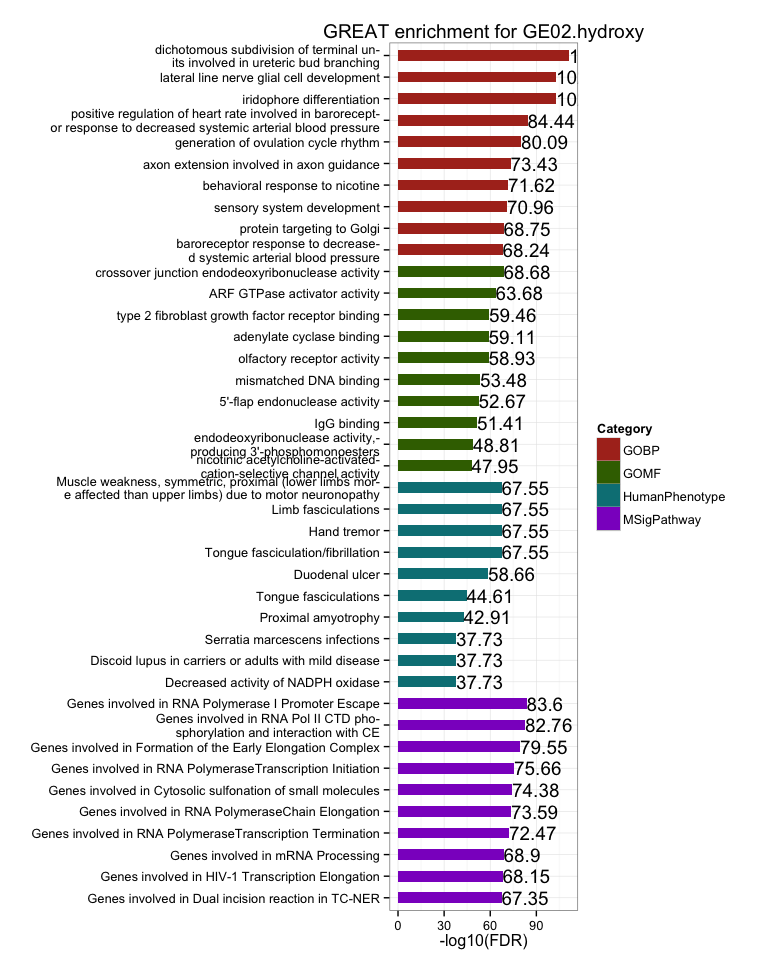 GREAT enrichment for GE02.hydroxy
dichotomous subdivision of terminal un-
its involved in ureteric bud branching
1
lateral line nerve glial cell development
10
iridophore differentiation
10
positive regulation of heart rate involved in barorecept-
or response to decreased systemic arterial blood pressure
84.44
generation of ovulation cycle rhythm
80.09
axon extension involved in axon guidance
73.43
behavioral response to nicotine
71.62
sensory system development
70.96
protein targeting to Golgi
68.75
baroreceptor response to decrease-
d systemic arterial blood pressure
68.24
crossover junction endodeoxyribonuclease activity
68.68
ARF GTPase activator activity
63.68
type 2 fibroblast growth factor receptor binding
59.46
adenylate cyclase binding
59.11
olfactory receptor activity
58.93
mismatched DNA binding
53.48
5'-flap endonuclease activity
52.67
IgG binding
51.41
endodeoxyribonuclease activity,-
producing 3'-phosphomonoesters
48.81
nicotinic acetylcholine-activated-
cation-selective channel activity
47.95
Muscle weakness, symmetric, proximal (lower limbs mor-
e affected than upper limbs) due to motor neuronopathy
67.55
Limb fasciculations
67.55
Hand tremor
67.55
Tongue fasciculation/fibrillation
67.55
Duodenal ulcer
58.66
Tongue fasciculations
44.61
Proximal amyotrophy
42.91
Serratia marcescens infections
37.73
Discoid lupus in carriers or adults with mild disease
37.73
Decreased activity of NADPH oxidase
37.73
Genes involved in RNA Polymerase I Promoter Escape
83.6
Genes involved in RNA Pol II CTD pho-
sphorylation and interaction with CE
82.76
Genes involved in Formation of the Early Elongation Complex
79.55
Genes involved in RNA PolymeraseTranscription Initiation
75.66
Genes involved in Cytosolic sulfonation of small molecules
74.38
Genes involved in RNA PolymeraseChain Elongation
73.59
Genes involved in RNA PolymeraseTranscription Termination
72.47
Genes involved in mRNA Processing
68.9
Genes involved in HIV-1 Transcription Elongation
68.15
Genes involved in Dual incision reaction in TC-NER
67.35
0 30 60 90
-log10(FDR)
Category
GOBP
GOMF
HumanPhenotype
MSigPathway